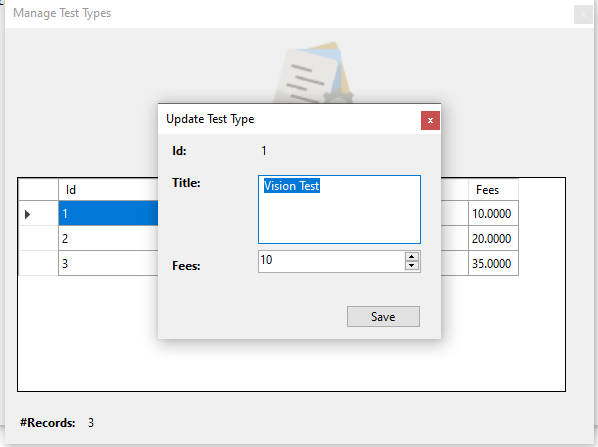 Manage Test Types
x
Update Test Type
x
Id: 1
Title: Vision Test
Id Fees
1 10.0000
2 20.0000
3 35.0000
Fees: 10
Save
#Records: 3